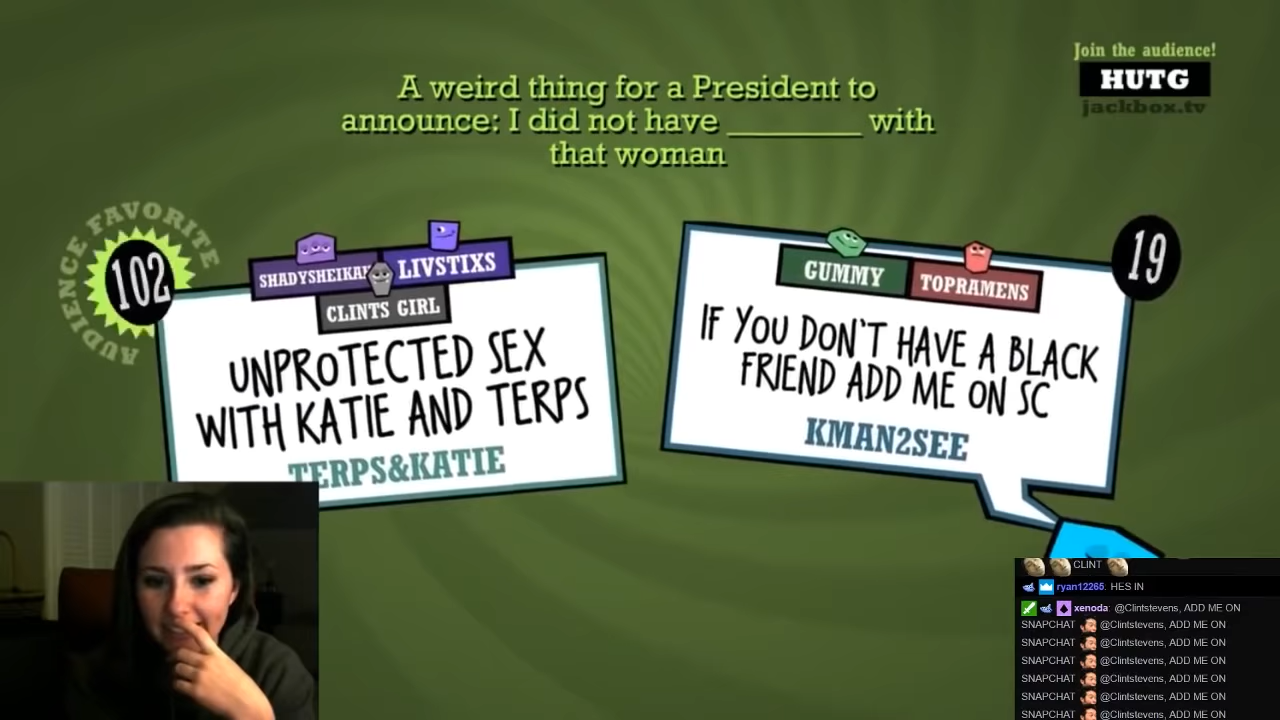 Join the audience!
HUTG
jackbox.tv
A weird thing for a President to
announce: I did not have ________ with
that woman
AUDIENCE FAVORITE
102
LIVSTIXS
CLINTS GIRL
UNPROTECTED SEX
WITH KATIE AND TERPS
TERPS&KATIE
19
GUMMY
TOPRAMENS
IF YOU DON'T HAVE A BLACK
FRIEND ADD ME ON SC
KMAN2SEE
CLINT
ryan12265: HES IN
xenoda: @Clintstevens, ADD ME ON
SNAPCHAT @Clintstevens, ADD ME ON
SNAPCHAT @Clintstevens, ADD ME ON
SNAPCHAT @Clintstevens, ADD ME ON
SNAPCHAT @Clintstevens, ADD ME ON
SNAPCHAT @Clintstevens, ADD ME ON
SNAPCHAT @Clintstevens, ADD ME ON